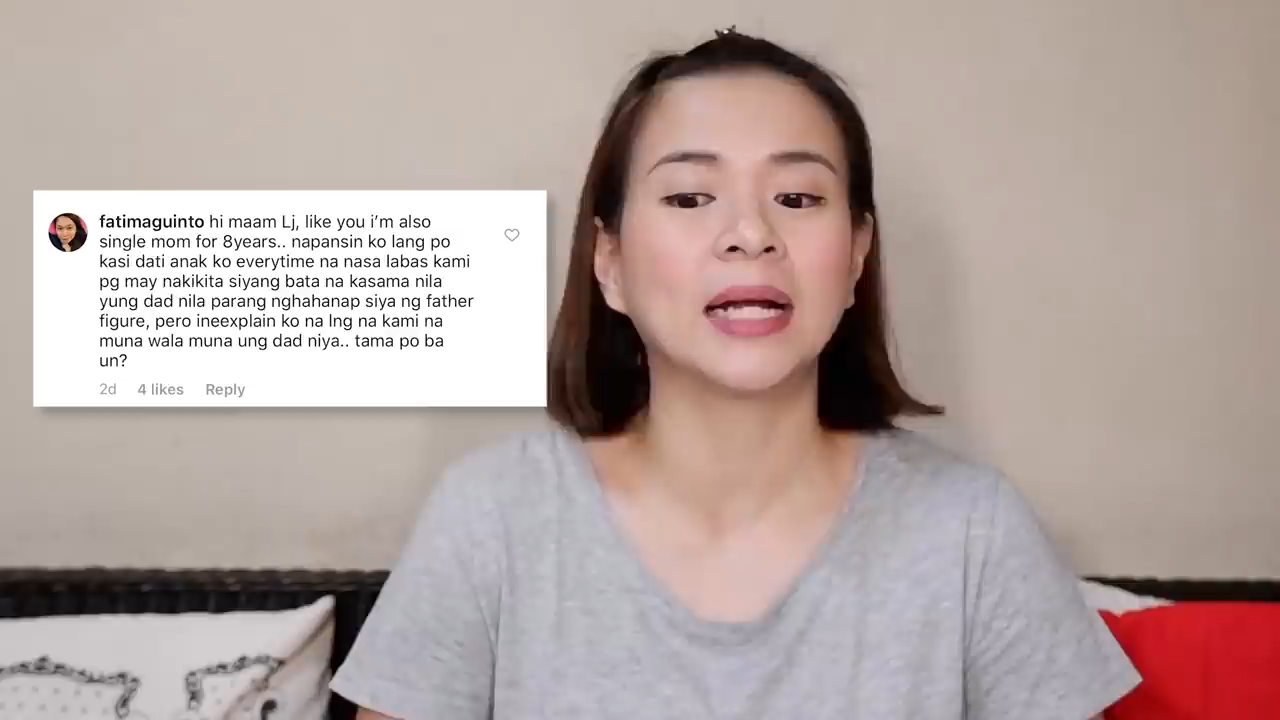 fatimaguinto hi maam Lj, like you i’m also
single mom for 8years.. napansin ko lang po
kasi dati anak ko everytime na nasa labas kami
pg may nakikita siyang bata na kasama nila
yung dad nila parang nghahanap siya ng father
figure, pero ineexplain ko na lng na kami na
muna wala muna ung dad niya.. tama po ba
un?
2d 4 likes Reply